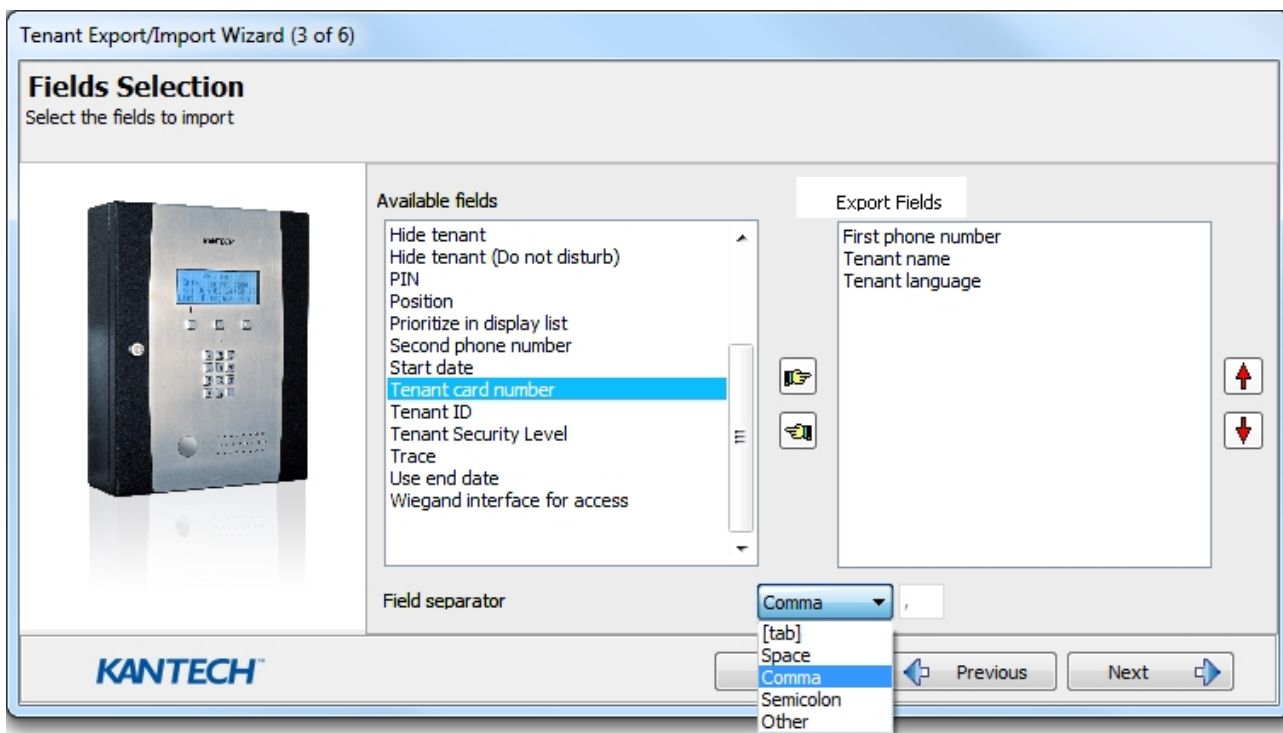 Tenant Export/Import Wizard (3 of 6)
Fields Selection
Select the fields to import
Available fields
Hide tenant
Hide tenant (Do not disturb)
PIN
Position
Prioritize in display list
Second phone number
Start date
Tenant card number
Tenant ID
Tenant Security Level
Trace
Use end date
Wiegand interface for access
Export Fields
First phone number
Tenant name
Tenant language
Field separator
Comma
,
[tab]
Space
Comma
Semicolon
Other
KANTECH
Previous
Next
KANTECH